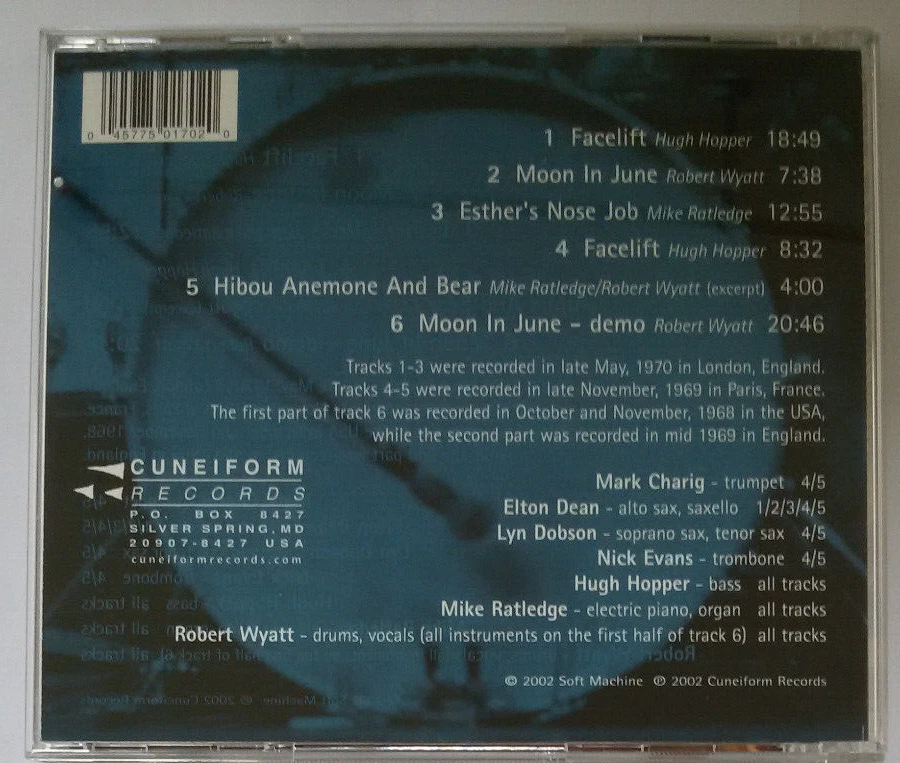 0 45775 01702 0
1 Facelift Hugh Hopper 18:49
2 Moon In June Robert Wyatt 7:38
3 Esther's Nose Job Mike Ratledge 12:55
4 Facelift Hugh Hopper 8:32
5 Hibou Anemone And Bear Mike Ratledge/Robert Wyatt (excerpt) 4:00
6 Moon In June – demo Robert Wyatt 20:46
Tracks 1-3 were recorded in late May, 1970 in London, England.
Tracks 4-5 were recorded in late November, 1969 in Paris, France.
The first part of track 6 was recorded in October and November, 1968 in the USA,
while the second part was recorded in mid 1969 in England.
CUNEIFORM
RECORDS
P.O. BOX 8427
SILVER SPRING, MD
20907-8427 USA
cuneiformrecords.com
Mark Charig – trumpet 4/5
Elton Dean – alto sax, saxello 1/2/3/4/5
Lyn Dobson – soprano sax, tenor sax 4/5
Nick Evans – trombone 4/5
Hugh Hopper – bass all tracks
Mike Ratledge – electric piano, organ all tracks
Robert Wyatt – drums, vocals (all instruments on the first half of track 6) all tracks
© 2002 Soft Machine ℗ 2002 Cuneiform Records